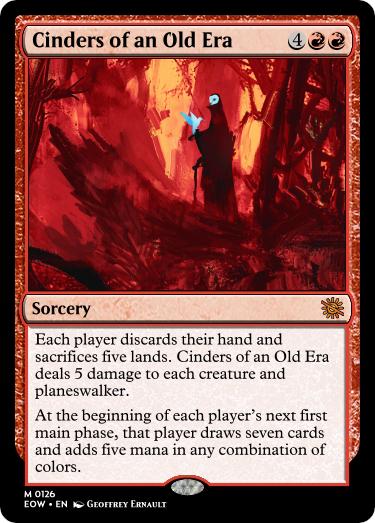 Cinders of an Old Era 4
Sorcery
Each player discards their hand and
sacrifices five lands. Cinders of an Old Era
deals 5 damage to each creature and
planeswalker.
At the beginning of each player's next first
main phase, that player draws seven cards
and adds five mana in any combination of
colors.
M 0126
EOW • EN Geoffrey Ernault